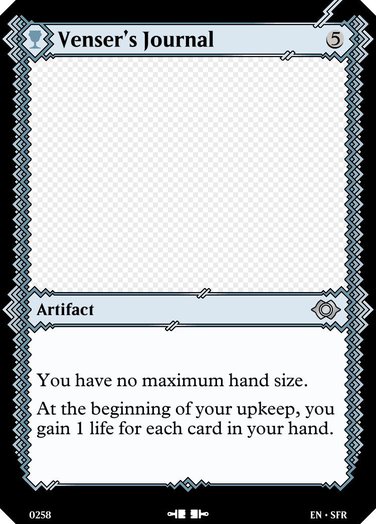 Venser's Journal 5
Artifact
You have no maximum hand size.
At the beginning of your upkeep, you
gain 1 life for each card in your hand.
0258 EN • SFR